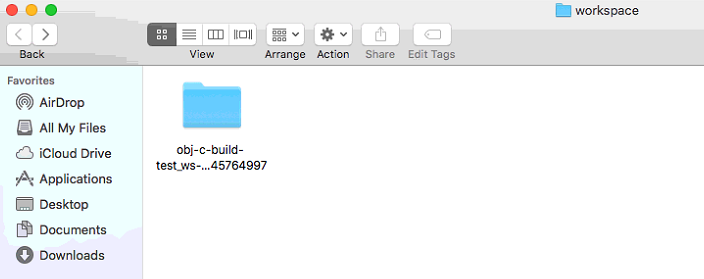 workspace
Back
View
Arrange
Action
Share
Edit Tags
Favorites
AirDrop
All My Files
iCloud Drive
Applications
Desktop
Documents
Downloads
obj-c-build-
test_ws-...45764997